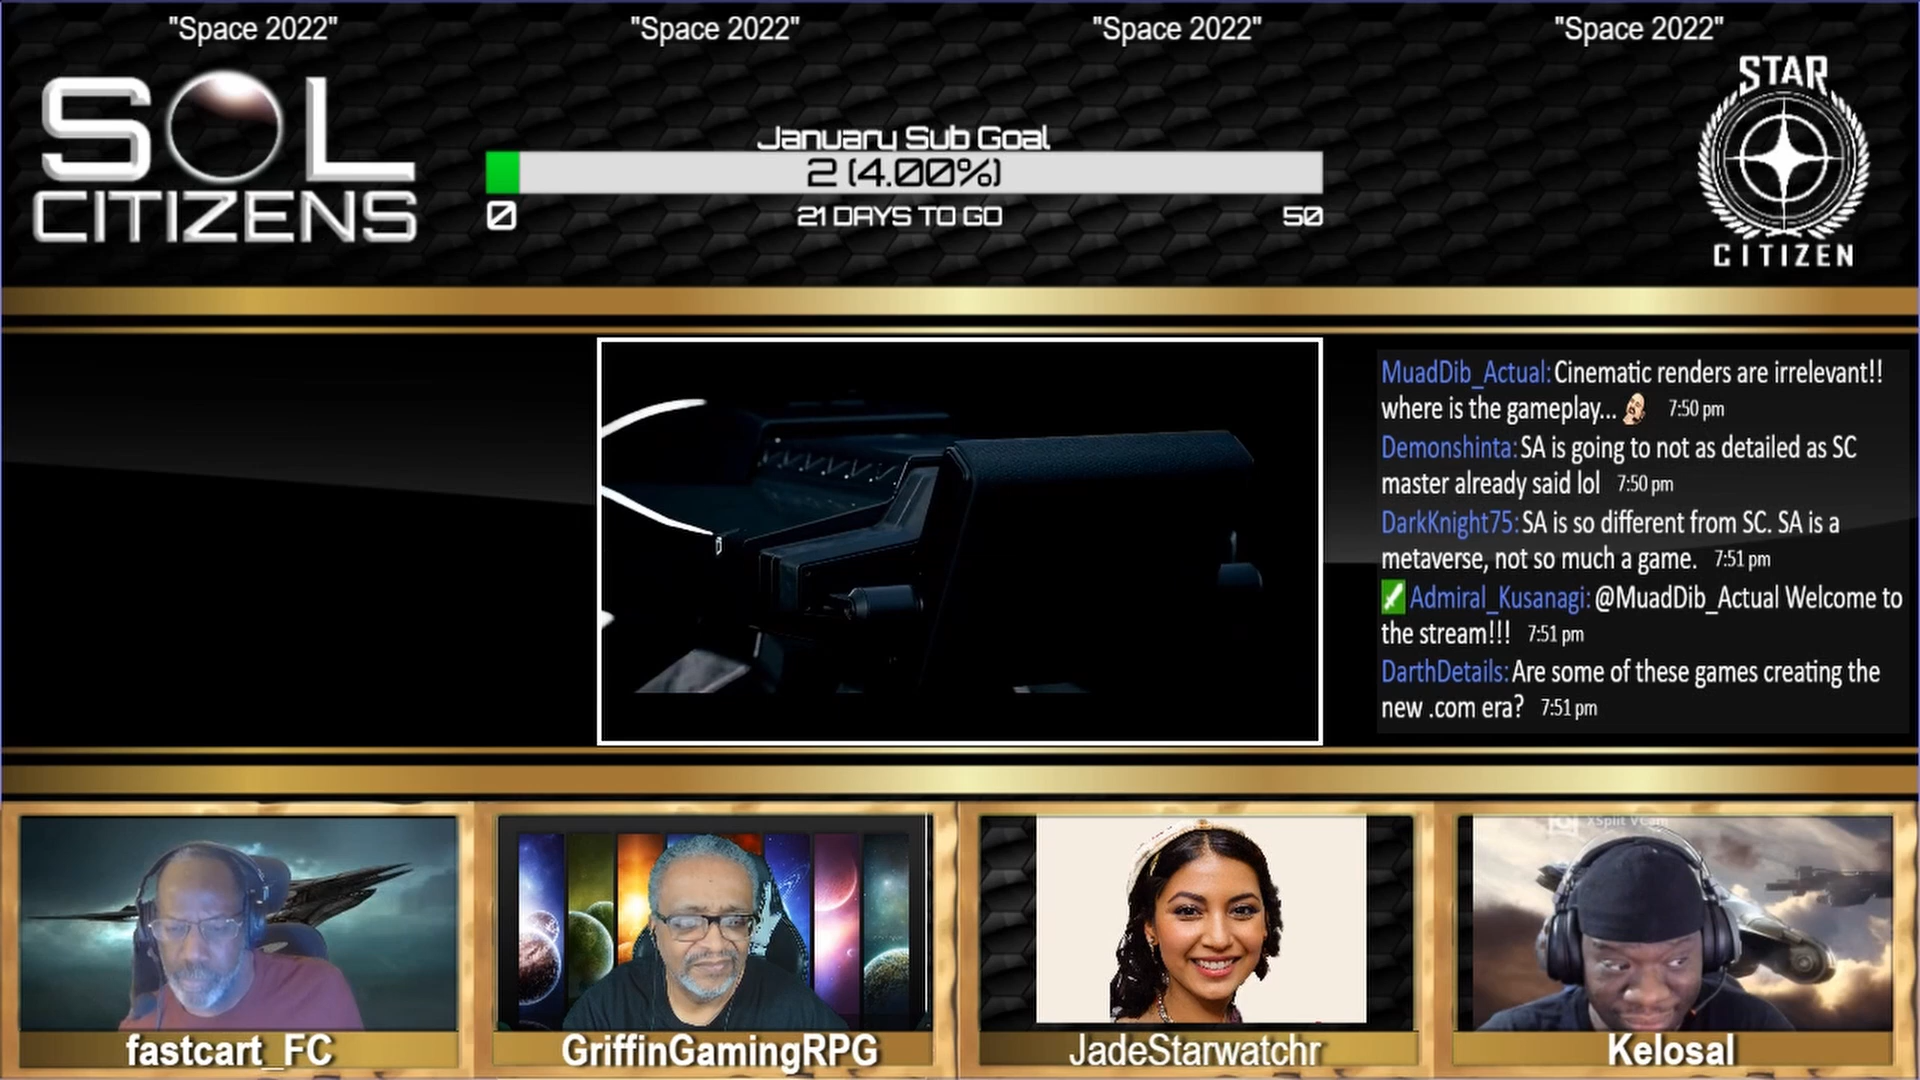 "Space 2022" "Space 2022" "Space 2022" "Space 2022"
SOL
CITIZENS
January Sub Goal
2 (4.00%)
0 21 DAYS TO GO 50
STAR
CITIZEN
MuadDib_Actual: Cinematic renders are irrelevant!!
where is the gameplay... 7:50 pm
Demonshinta: SA is going to not as detailed as SC
master already said lol 7:50 pm
DarkKnight75: SA is so different from SC. SA is a
metaverse, not so much a game. 7:51 pm
Admiral_Kusanagi: @MuadDib_Actual Welcome to
the stream!!! 7:51 pm
DarthDetails: Are some of these games creating the
new .com era? 7:51 pm
XSplit VCam
fastcart_FC
GriffinGamingRPG
JadeStarwatchr
Kelosal